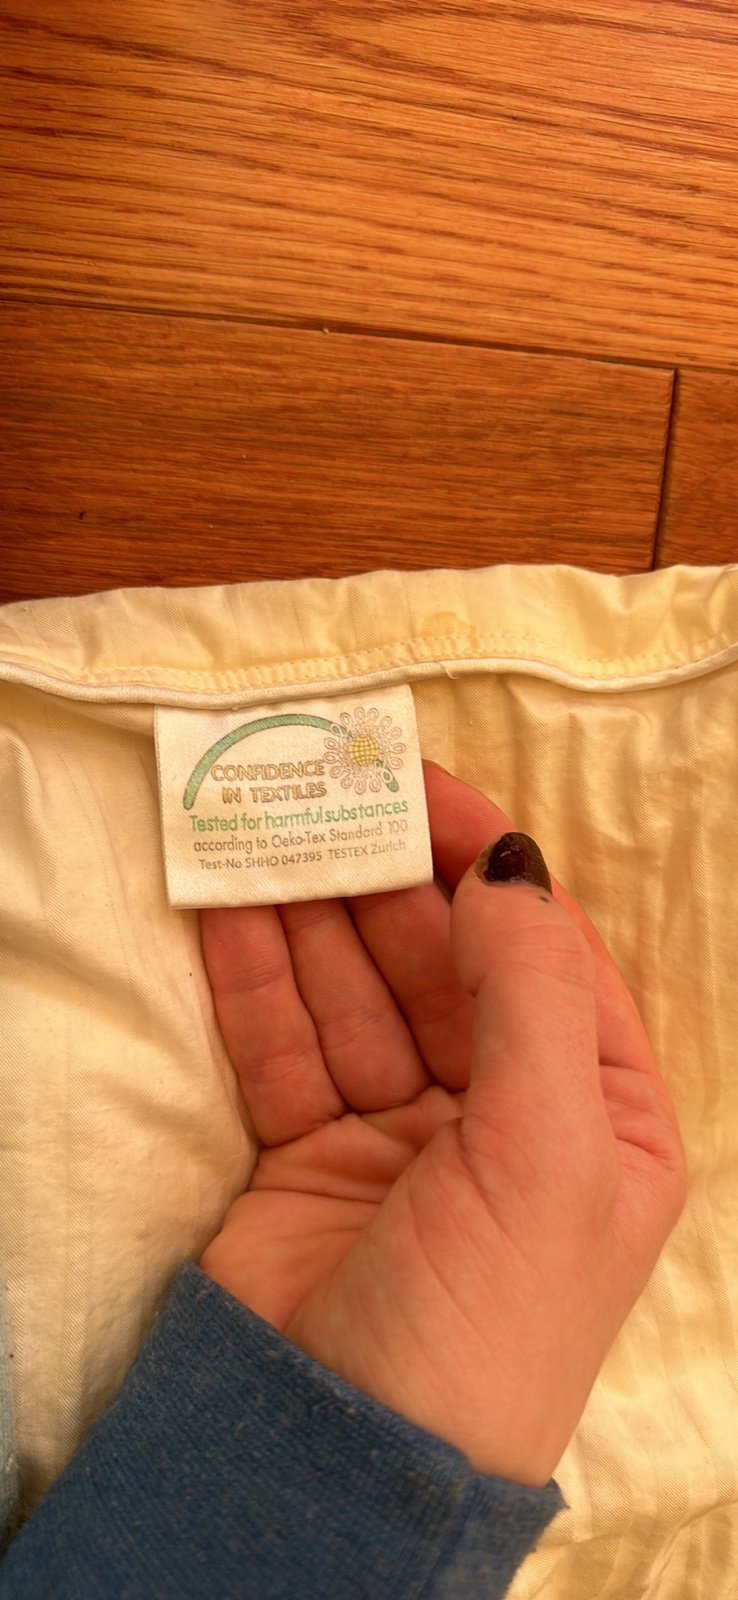 CONFIDENCE
IN TEXTILES
Tested for harmful substances
according to Oeko-Tex Standard 100
Test-No SHHO 047395 TESTEX Zurich